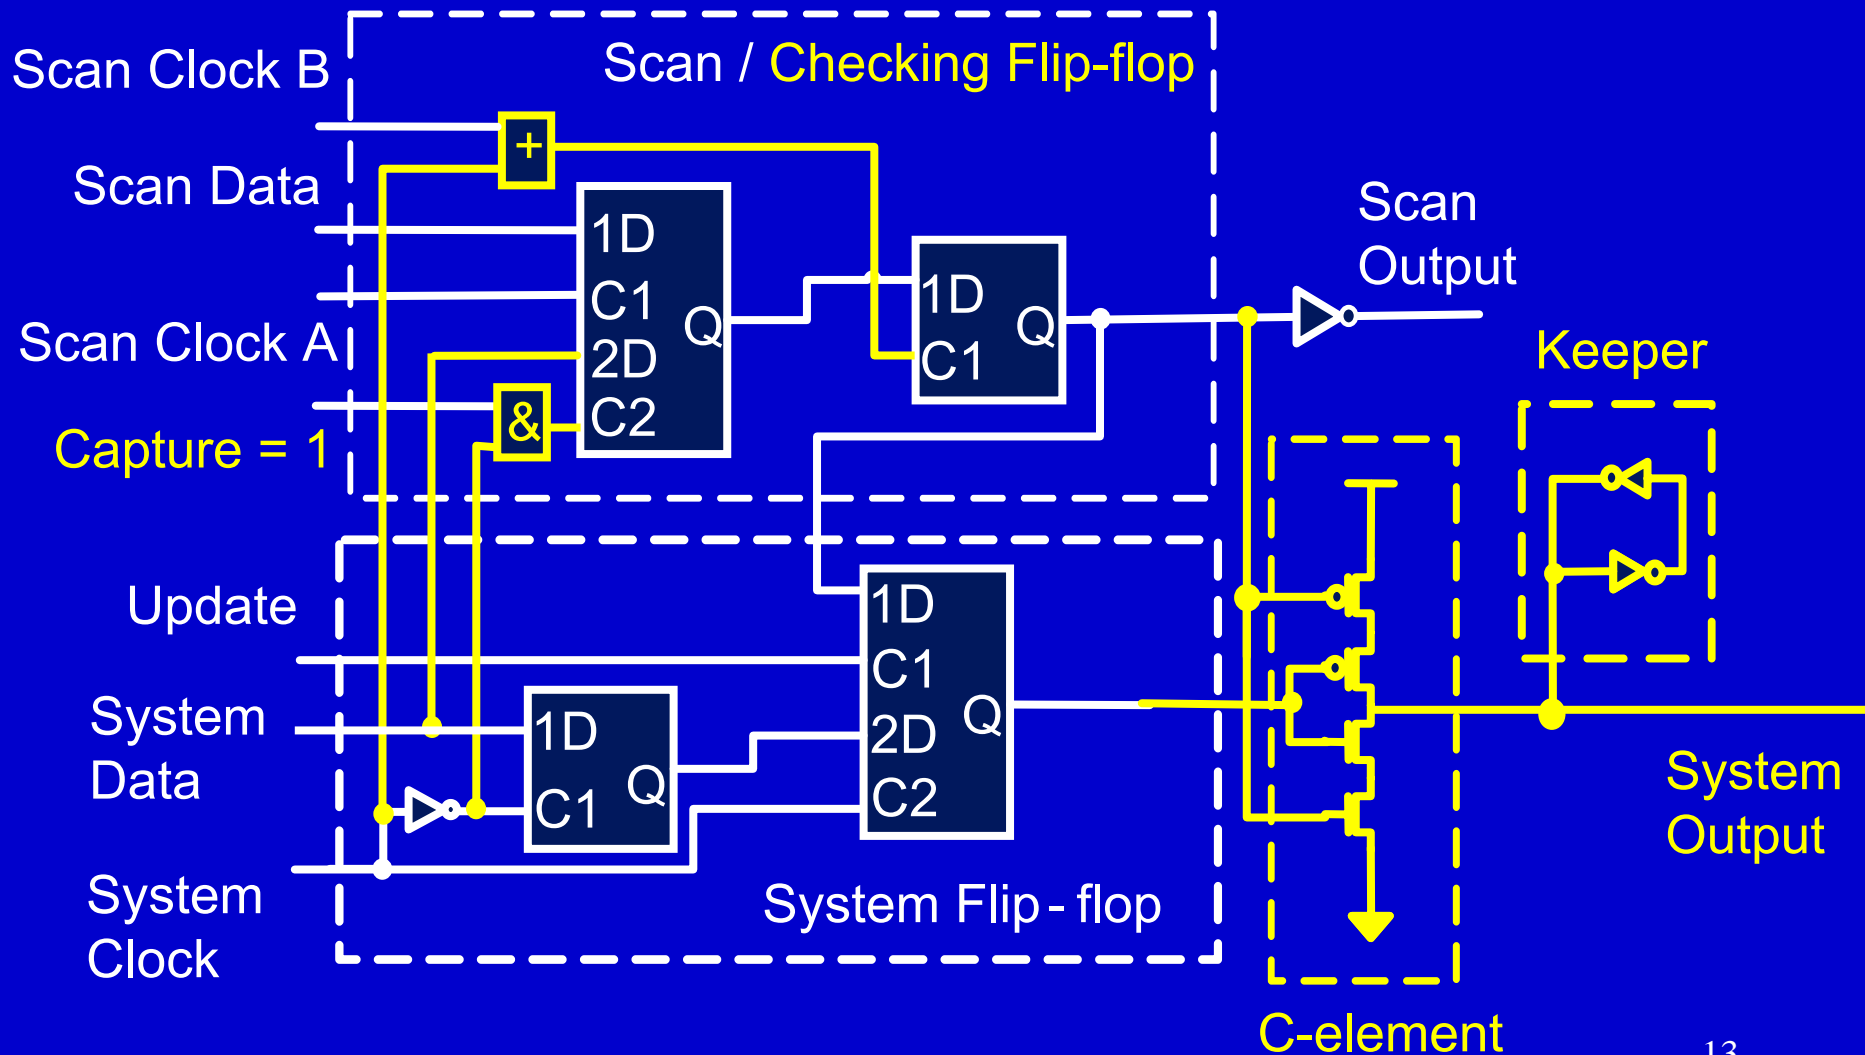 Scan Clock B
Scan Data
Scan Clock A
Capture = 1
Scan / Checking Flip-flop
+
&
1D
C1
2D
C2
Q
1D
C1
Q
Scan
Output
Keeper
Update
System
Data
System
Clock
1D
C1
Q
1D
C1
2D
C2
Q
System Flip-flop
C-element
System
Output
13